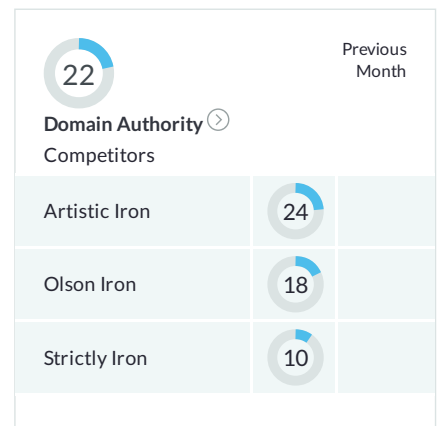 22
Previous
Month
Domain Authority
Competitors
Artistic Iron 24
Olson Iron 18
Strictly Iron 10